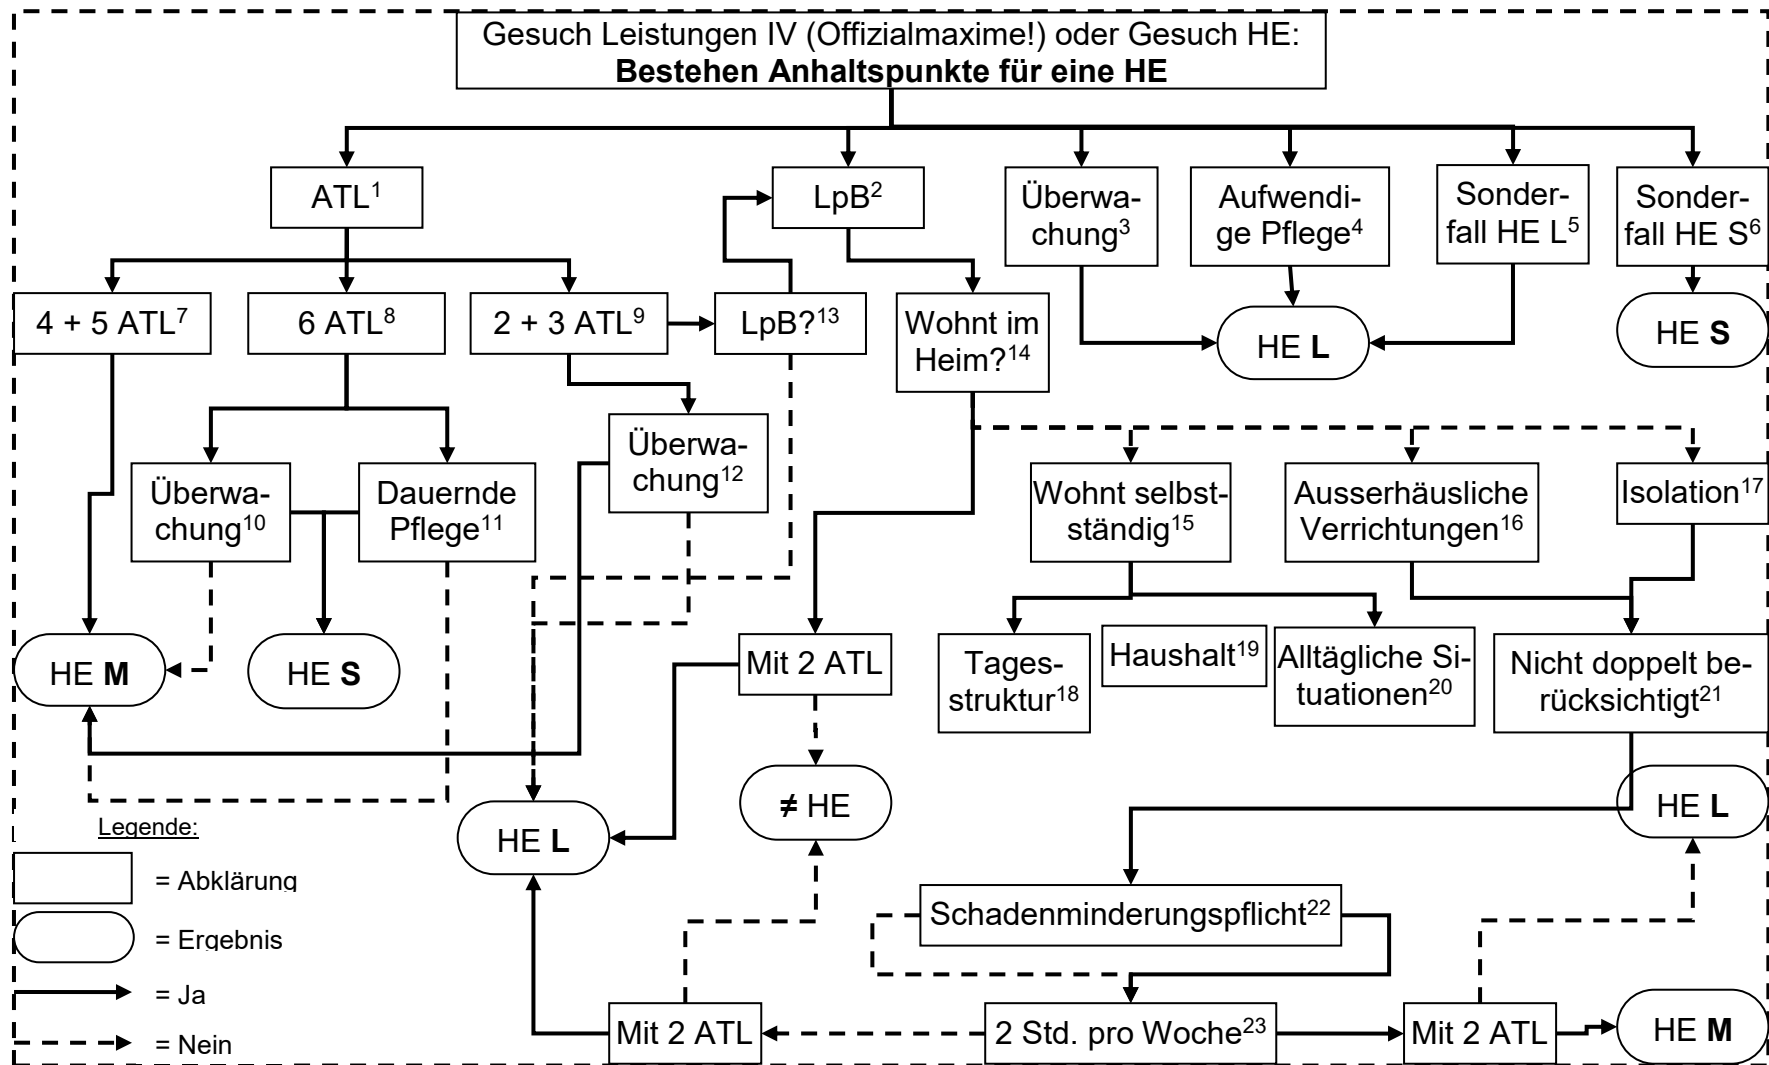 Gesuch Leistungen IV (Offizialmaxime!) oder Gesuch HE:
Bestehen Anhaltspunkte für eine HE
ATL1
LpB2
Überwa-
chung3
Aufwendi-
ge Pflege4
Sonder-
fall HE L5
Sonder-
fall HE S6
4 + 5 ATL7
6 ATL8
2 + 3 ATL9
LpB?13
Wohnt im
Heim?14
HE L
HE S
Überwa-
chung10
Dauernde
Pflege11
Überwa-
chung12
Wohnt selbst-
ständig15
Ausserhäusliche
Verrichtungen16
Isolation17
HE M
HE S
Mit 2 ATL
Tages-
struktur18
Haushalt19
Alltägliche Si-
tuationen20
Nicht doppelt be-
rücksichtigt21
≠ HE
HE L
HE L
Legende:
= Abklärung
= Ergebnis
= Ja
= Nein
Schadenminderungspflicht22
Mit 2 ATL
2 Std. pro Woche23
Mit 2 ATL
HE M